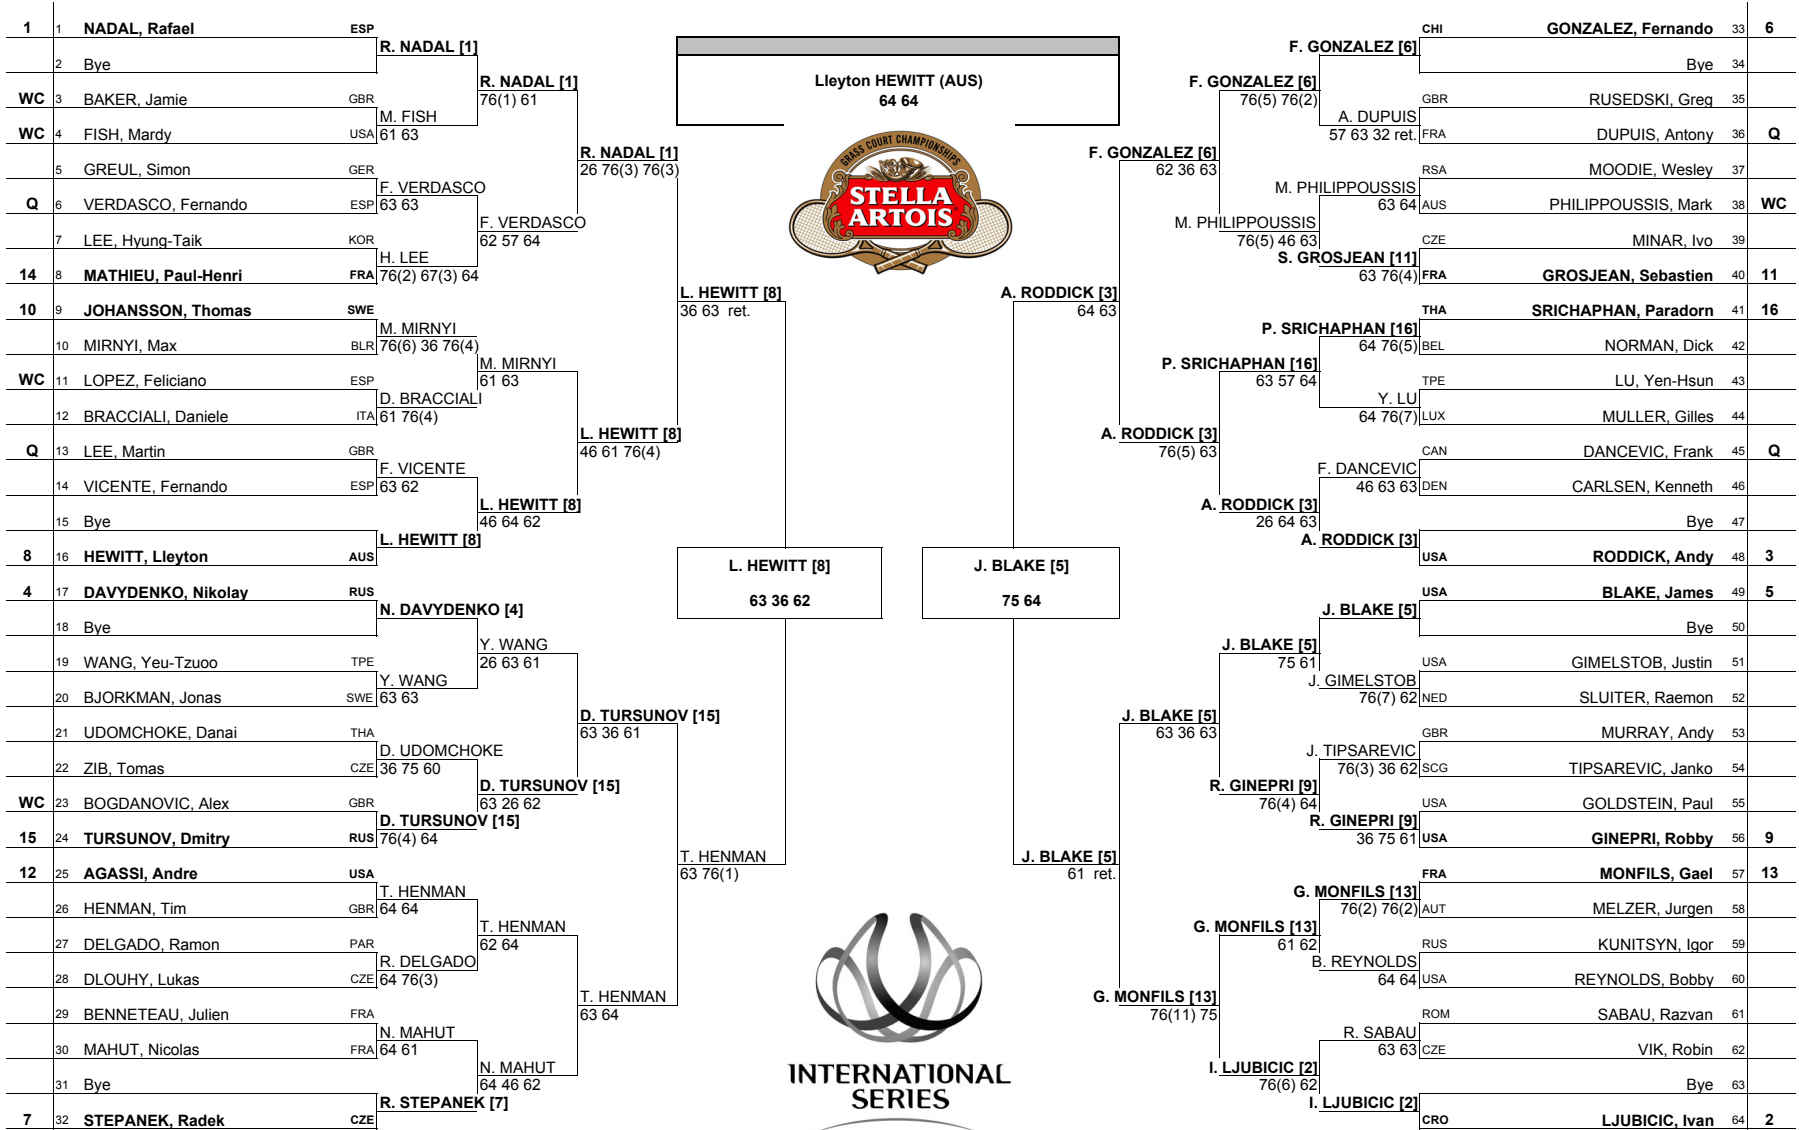 1 1 NADAL, Rafael ESP
R. NADAL [1]
2 Bye
R. NADAL [1]
76(1) 61
WC 3 BAKER, Jamie GBR
M. FISH
61 63
WC 4 FISH, Mardy USA
R. NADAL [1]
26 76(3) 76(3)
5 GREUL, Simon GER
F. VERDASCO
63 63
Q 6 VERDASCO, Fernando ESP
F. VERDASCO
62 57 64
7 LEE, Hyung-Taik KOR
H. LEE
76(2) 67(3) 64
14 8 MATHIEU, Paul-Henri FRA
L. HEWITT [8]
36 63 ret.
10 9 JOHANSSON, Thomas SWE
M. MIRNYI
76(6) 36 76(4)
10 MIRNYI, Max BLR
M. MIRNYI
61 63
WC 11 LOPEZ, Feliciano ESP
D. BRACCIALI
61 76(4)
12 BRACCIALI, Daniele ITA
L. HEWITT [8]
46 61 76(4)
Q 13 LEE, Martin GBR
F. VICENTE
63 62
14 VICENTE, Fernando ESP
L. HEWITT [8]
46 64 62
15 Bye
L. HEWITT [8]
8 16 HEWITT, Lleyton AUS
L. HEWITT [8]
63 36 62
4 17 DAVYDENKO, Nikolay RUS
N. DAVYDENKO [4]
18 Bye
Y. WANG
26 63 61
19 WANG, Yeu-Tzuoo TPE
Y. WANG
63 63
20 BJORKMAN, Jonas SWE
D. TURSUNOV [15]
63 36 61
21 UDOMCHOKE, Danai THA
D. UDOMCHOKE
36 75 60
22 ZIB, Tomas CZE
D. TURSUNOV [15]
63 26 62
WC 23 BOGDANOVIC, Alex GBR
D. TURSUNOV [15]
76(4) 64
15 24 TURSUNOV, Dmitry RUS
T. HENMAN
63 76(1)
12 25 AGASSI, Andre USA
T. HENMAN
64 64
26 HENMAN, Tim GBR
T. HENMAN
62 64
27 DELGADO, Ramon PAR
R. DELGADO
64 76(3)
28 DLOUHY, Lukas CZE
T. HENMAN
63 64
29 BENNETEAU, Julien FRA
N. MAHUT
64 61
30 MAHUT, Nicolas FRA
N. MAHUT
64 46 62
31 Bye
R. STEPANEK [7]
7 32 STEPANEK, Radek CZE
Lleyton HEWITT (AUS)
64 64
GRASS COURT CHAMPIONSHIPS
STELLA
ARTOIS
INTERNATIONAL
SERIES
CHI GONZALEZ, Fernando 33 6
F. GONZALEZ [6]
Bye 34
F. GONZALEZ [6]
76(5) 76(2)
GBR RUSEDSKI, Greg 35
A. DUPUIS
57 63 32 ret.
FRA DUPUIS, Antony 36 Q
F. GONZALEZ [6]
62 36 63
RSA MOODIE, Wesley 37
M. PHILIPPOUSSIS
63 64
AUS PHILIPPOUSSIS, Mark 38 WC
M. PHILIPPOUSSIS
76(5) 46 63
CZE MINAR, Ivo 39
S. GROSJEAN [11]
63 76(4)
FRA GROSJEAN, Sebastien 40 11
A. RODDICK [3]
64 63
THA SRICHAPHAN, Paradorn 41 16
P. SRICHAPHAN [16]
64 76(5)
BEL NORMAN, Dick 42
P. SRICHAPHAN [16]
63 57 64
TPE LU, Yen-Hsun 43
Y. LU
64 76(7)
LUX MULLER, Gilles 44
A. RODDICK [3]
76(5) 63
CAN DANCEVIC, Frank 45 Q
F. DANCEVIC
46 63 63
DEN CARLSEN, Kenneth 46
A. RODDICK [3]
26 64 63
Bye 47
A. RODDICK [3]
USA RODDICK, Andy 48 3
J. BLAKE [5]
75 64
USA BLAKE, James 49 5
J. BLAKE [5]
Bye 50
J. BLAKE [5]
75 61
USA GIMELSTOB, Justin 51
J. GIMELSTOB
76(7) 62
NED SLUITER, Raemon 52
J. BLAKE [5]
63 36 63
GBR MURRAY, Andy 53
J. TIPSAREVIC
76(3) 36 62
SCG TIPSAREVIC, Janko 54
R. GINEPRI [9]
76(4) 64
USA GOLDSTEIN, Paul 55
R. GINEPRI [9]
36 75 61
USA GINEPRI, Robby 56 9
J. BLAKE [5]
61 ret.
FRA MONFILS, Gael 57 13
G. MONFILS [13]
76(2) 76(2)
AUT MELZER, Jurgen 58
G. MONFILS [13]
61 62
RUS KUNITSYN, Igor 59
B. REYNOLDS
64 64
USA REYNOLDS, Bobby 60
G. MONFILS [13]
76(11) 75
ROM SABAU, Razvan 61
R. SABAU
63 63
CZE VIK, Robin 62
I. LJUBICIC [2]
76(6) 62
Bye 63
I. LJUBICIC [2]
CRO LJUBICIC, Ivan 64 2